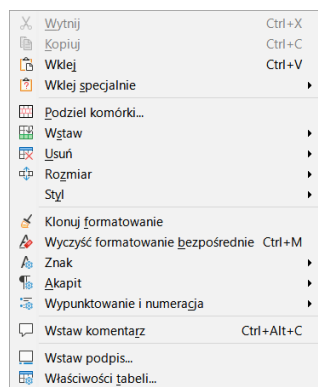 Wytnij Ctrl+X
Kopiuj Ctrl+C
Wklej Ctrl+V
Wklej specjalnie
Podziel komórki...
Wstaw
Usuń
Rozmiar
Styl
Klonuj formatowanie
Wyczyść formatowanie bezpośrednie Ctrl+M
Znak
Akapit
Wypunktowanie i numeracja
Wstaw komentarz Ctrl+Alt+C
Wstaw podpis...
Właściwości tabeli...